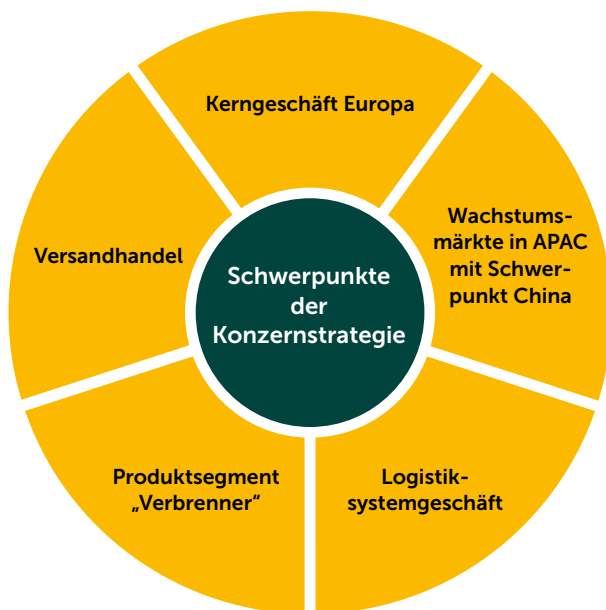 Kerngeschäft Europa
Wachstums-
märkte in APAC
mit Schwer-
punkt China
Logistik-
systemgeschäft
Produktsegment
„Verbrenner“
Versandhandel
Schwerpunkte
der
Konzernstrategie